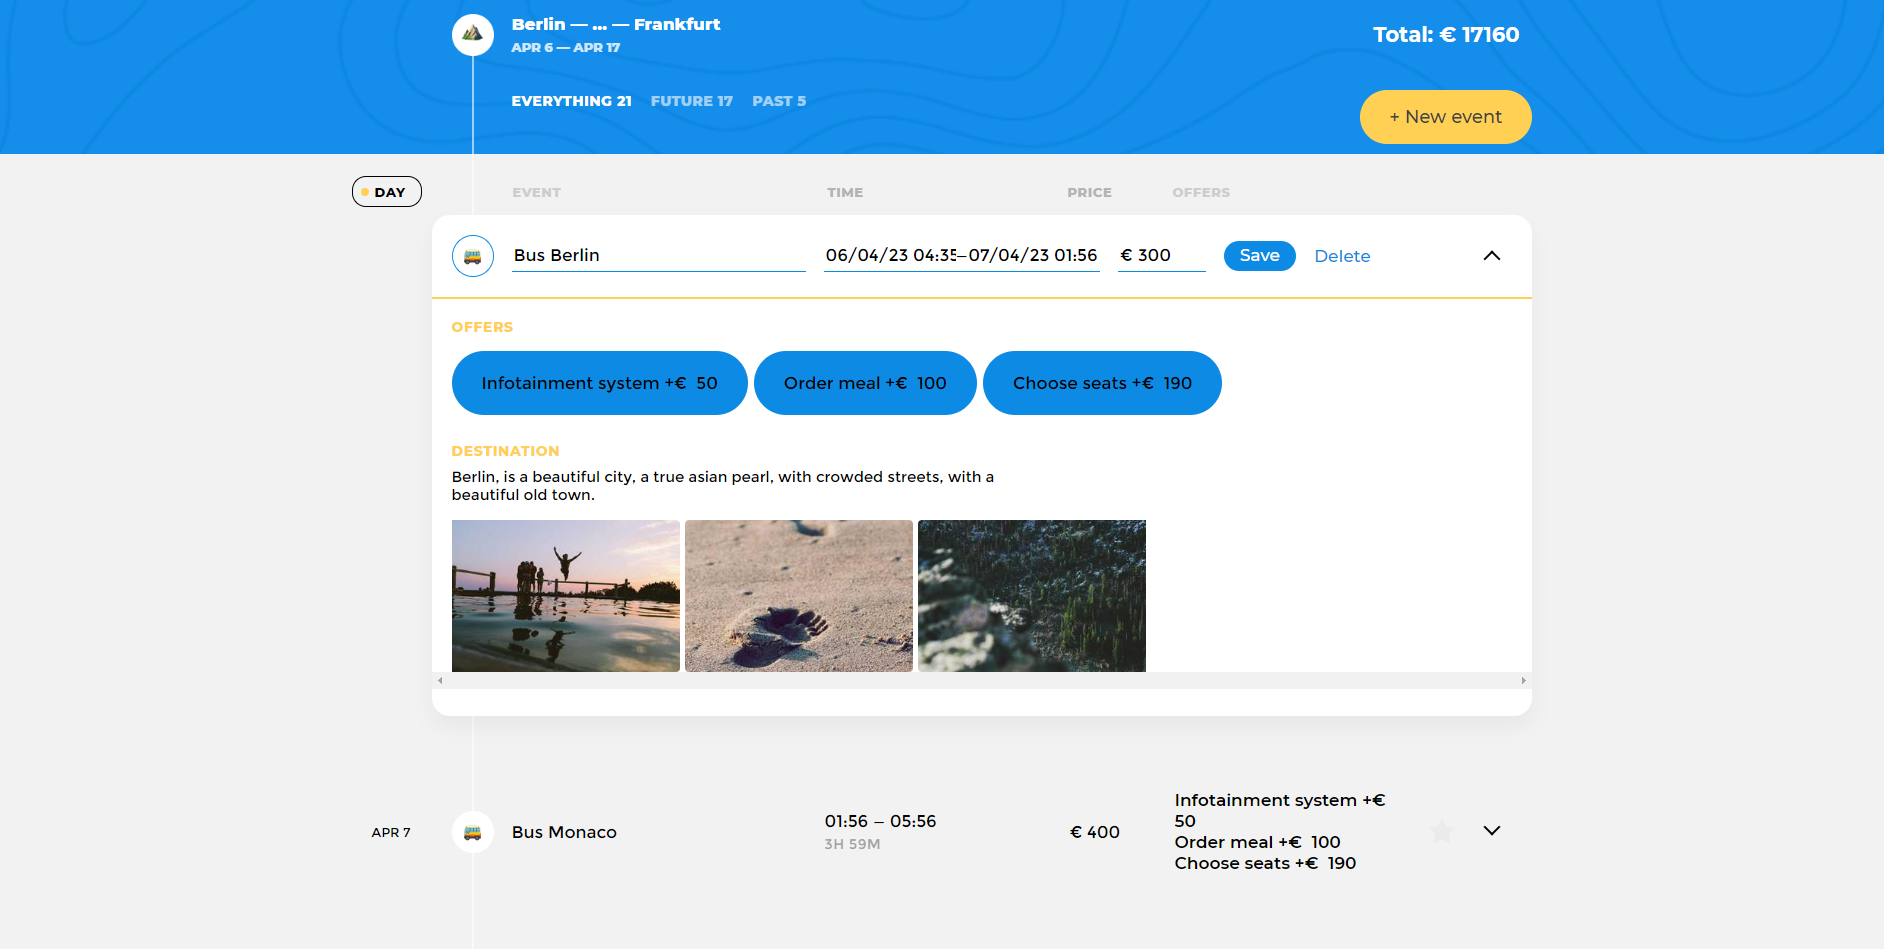 Berlin — ... — Frankfurt
APR 6 — APR 17
Total: € 17160
EVERYTHING 21 FUTURE 17 PAST 5
+ New event
DAY EVENT TIME PRICE OFFERS
Bus Berlin 06/04/23 04:35–07/04/23 01:56 € 300 Save Delete
OFFERS
Infotainment system +€ 50 Order meal +€ 100 Choose seats +€ 190
DESTINATION
Berlin, is a beautiful city, a true asian pearl, with crowded streets, with a
beautiful old town.
APR 7 Bus Monaco
01:56 – 05:56
3H 59M
€ 400
Infotainment system +€
50
Order meal +€ 100
Choose seats +€ 190